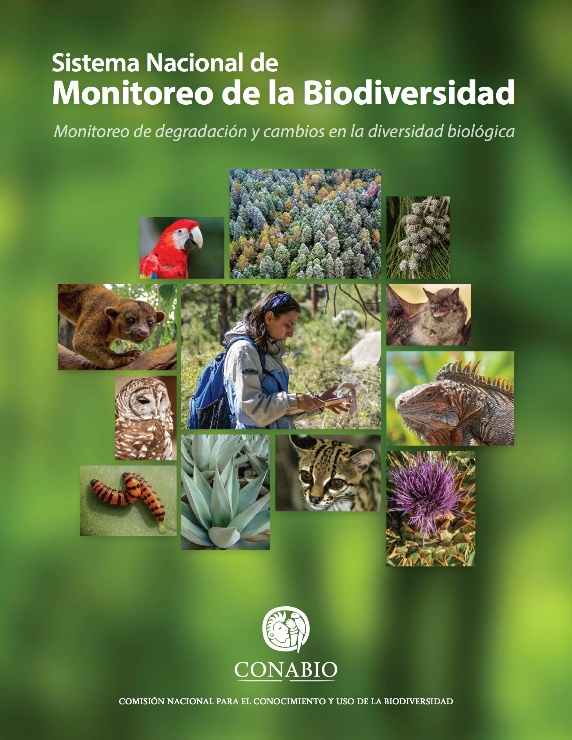 Sistema Nacional de
Monitoreo de la Biodiversidad
Monitoreo de degradación y cambios en la diversidad biológica
CONABIO
COMISIÓN NACIONAL PARA EL CONOCIMIENTO Y USO DE LA BIODIVERSIDAD